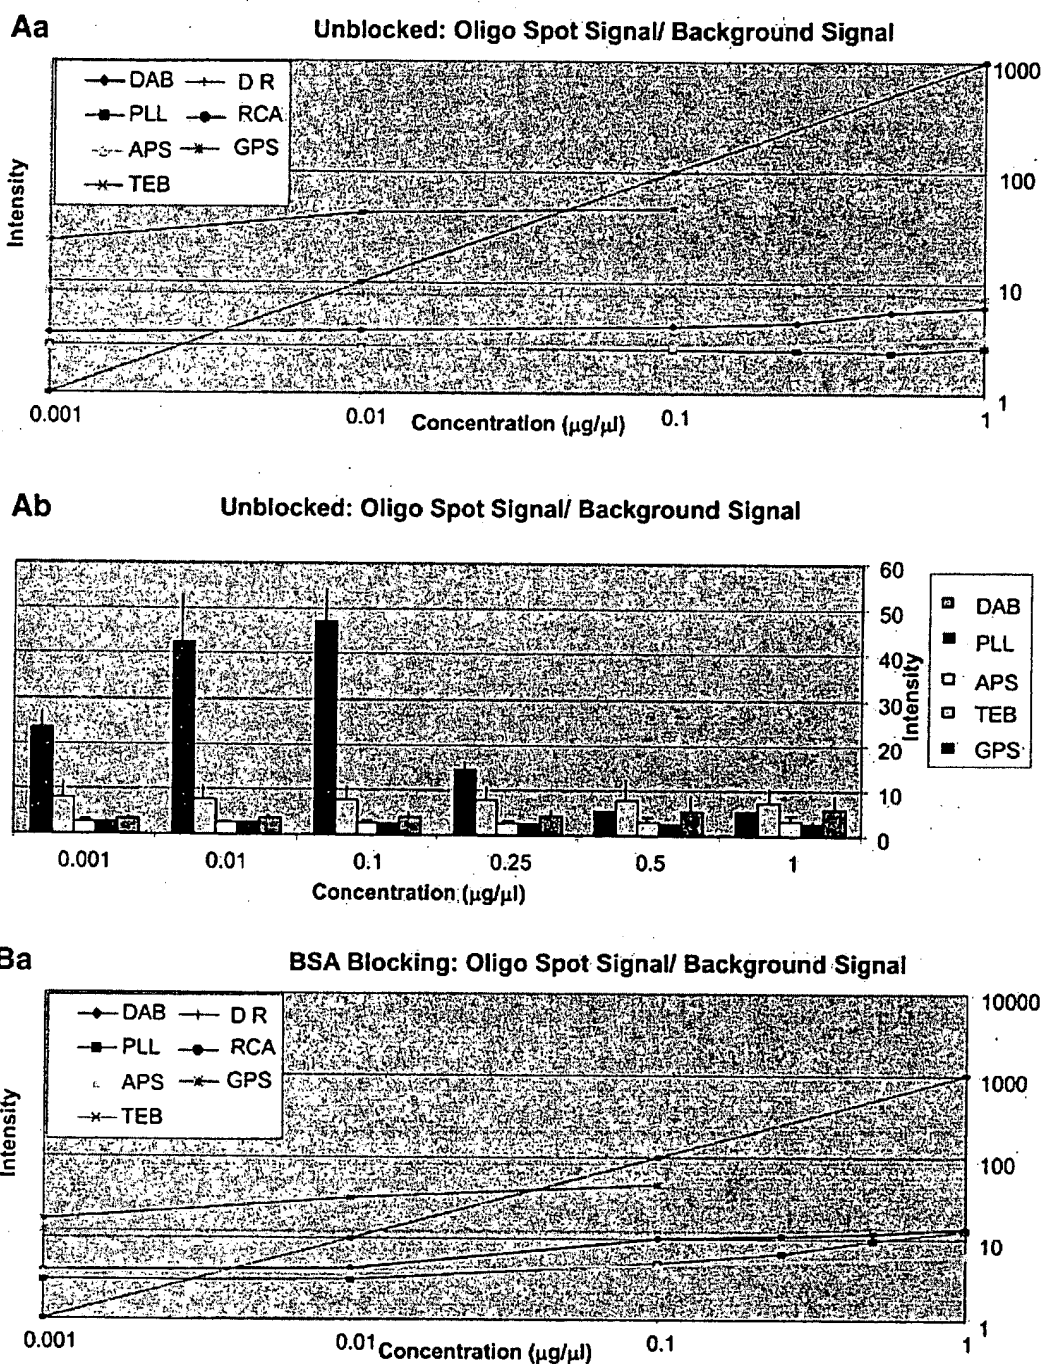 Aa
Unblocked: Oligo Spot Signal/ Background Signal
DAB D R
PLL RCA
APS GPS
TEB
Intensity
1000
100
10
1
0.001 0.01 0.1 1
Concentration (µg/µl)
Ab
Unblocked: Oligo Spot Signal/ Background Signal
60
50
40
30
20
10
0
Intensity
DAB
PLL
APS
TEB
GPS
0.001 0.01 0.1 0.25 0.5 1
Concentration (µg/µl)
Ba
BSA Blocking: Oligo Spot Signal/ Background Signal
DAB D R
PLL RCA
APS GPS
TEB
Intensity
10000
1000
100
10
1
0.001 0.01 0.1 1
Concentration (µg/µl)